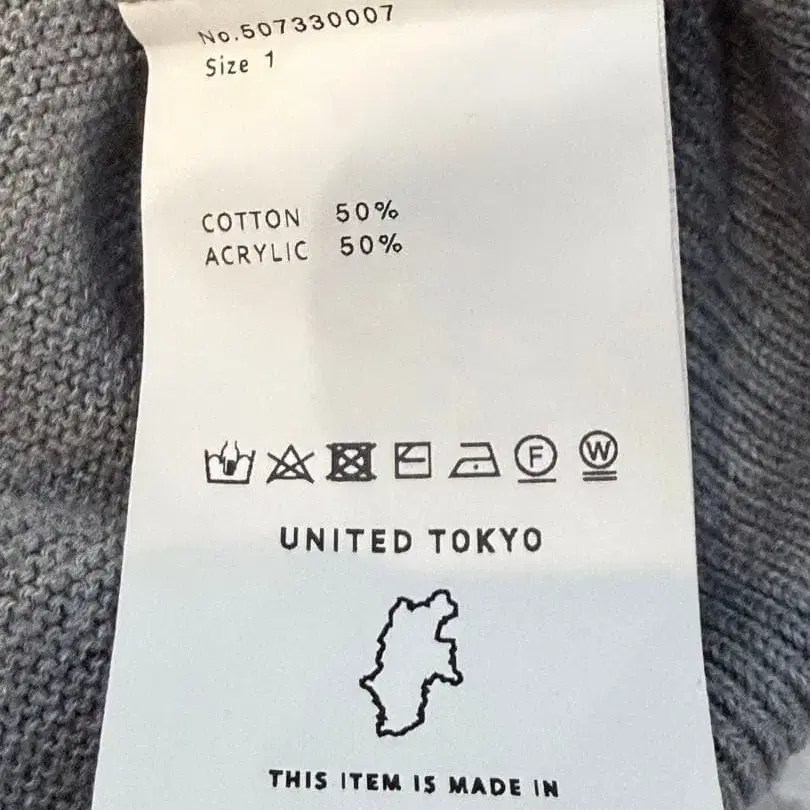 No.507330007
Size 1
COTTON 50%
ACRYLIC 50%
F W
UNITED TOKYO
THIS ITEM IS MADE IN